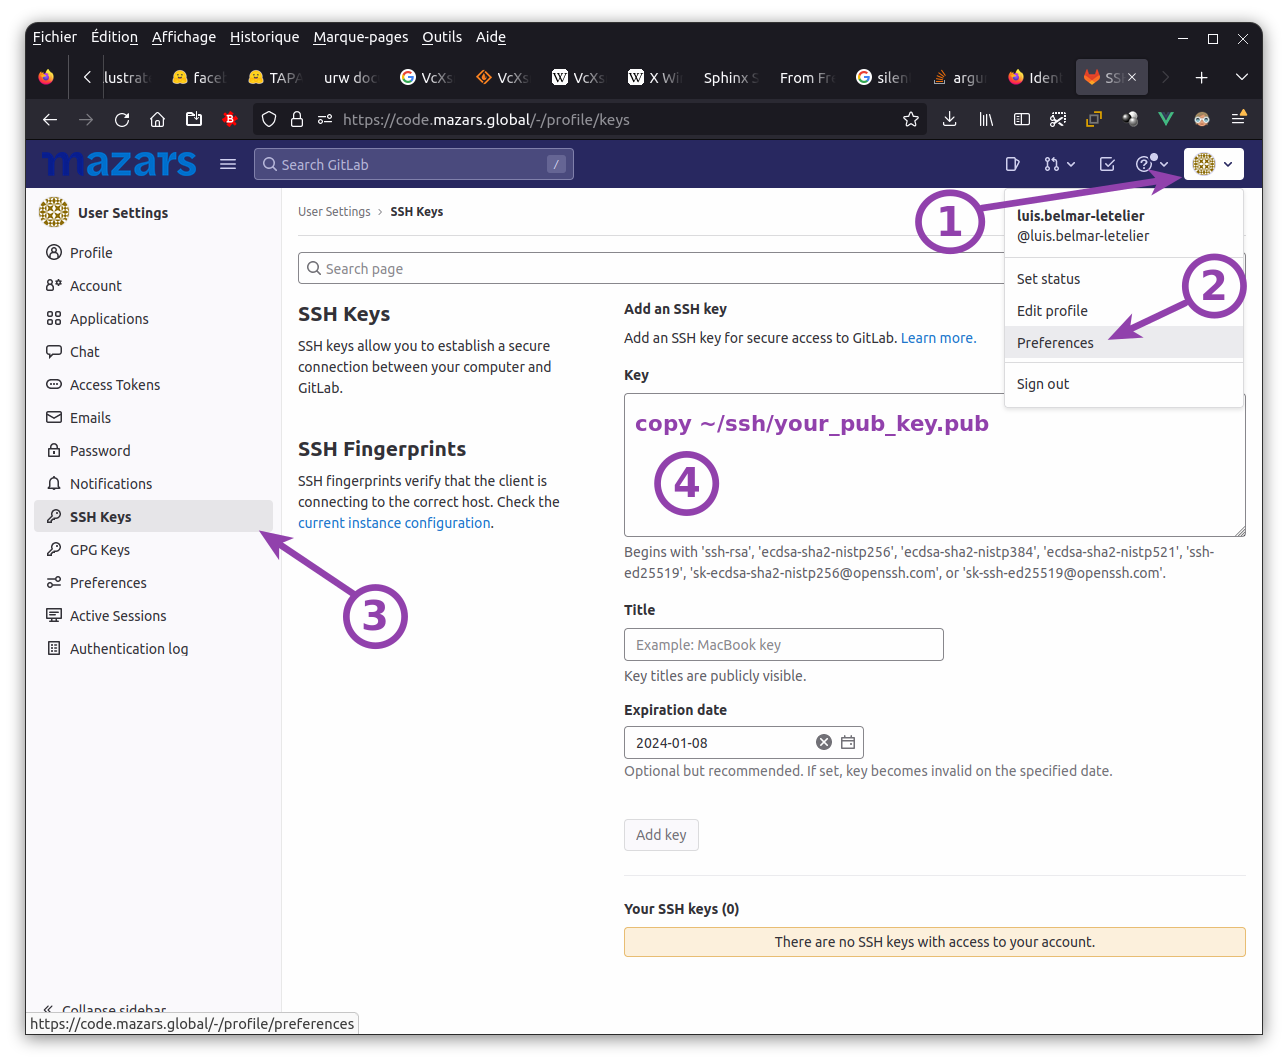 Fichier Édition Affichage Historique Marque-pages Outils Aide
lustrat face TAPA urw doc VcXs VcXs VcXs X Wi Sphinx S From Fr silen argu Iden SS
https://code.mazars.global/-/profile/keys
mazars Search GitLab /
User Settings
Profile
Account
Applications
Chat
Access Tokens
Emails
Password
Notifications
SSH Keys
GPG Keys
Preferences
Active Sessions
Authentication log
Collapse sidebar
https://code.mazars.global/-/profile/preferences
User Settings › SSH Keys
Search page
SSH Keys
SSH keys allow you to establish a secure
connection between your computer and
GitLab.
SSH Fingerprints
SSH fingerprints verify that the client is
connecting to the correct host. Check the
current instance configuration.
3
Add an SSH key
Add an SSH key for secure access to GitLab. Learn more.
Key
copy ~/ssh/your_pub_key.pub
4
Begins with 'ssh-rsa', 'ecdsa-sha2-nistp256', 'ecdsa-sha2-nistp384', 'ecdsa-sha2-nistp521', 'ssh-
ed25519', 'sk-ecdsa-sha2-nistp256@openssh.com', or 'sk-ssh-ed25519@openssh.com'.
Title
Example: MacBook key
Key titles are publicly visible.
Expiration date
2024-01-08
Optional but recommended. If set, key becomes invalid on the specified date.
Add key
Your SSH keys (0)
There are no SSH keys with access to your account.
1
luis.belmar-letelier
@luis.belmar-letelier
Set status
2
Edit profile
Preferences
Sign out